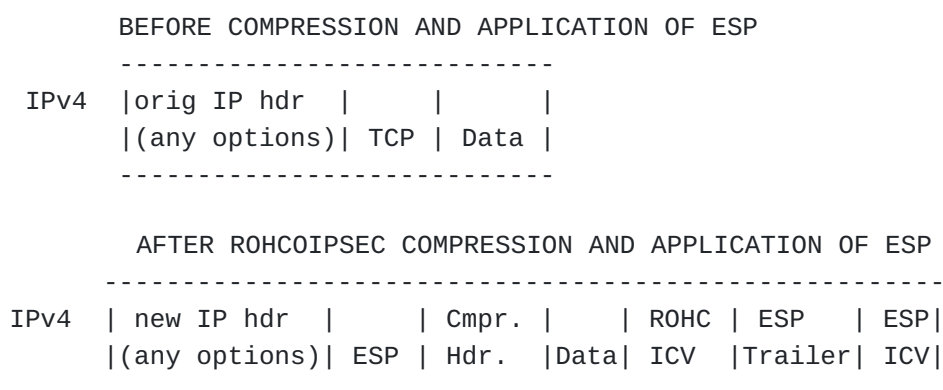 BEFORE COMPRESSION AND APPLICATION OF ESP
----------------------------
IPv4 |orig IP hdr | | |
|(any options)| TCP | Data |
----------------------------
AFTER ROHCOIPSEC COMPRESSION AND APPLICATION OF ESP
------------------------------------------------------
IPv4 | new IP hdr | | Cmpr. | | ROHC | ESP | ESP|
|(any options)| ESP | Hdr. |Data| ICV |Trailer| ICV|